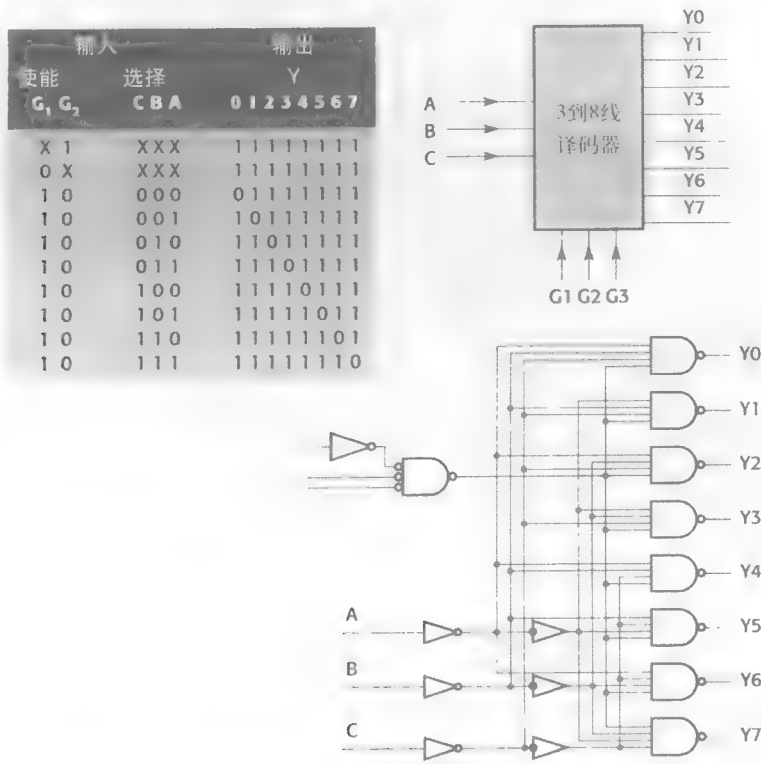 输入 输出
使能 选择 Y
G1 G2 C B A 0 1 2 3 4 5 6 7
X 1 X X X 1 1 1 1 1 1 1 1
0 X X X X 1 1 1 1 1 1 1 1
1 0 0 0 0 0 1 1 1 1 1 1 1
1 0 0 0 1 1 0 1 1 1 1 1 1
1 0 0 1 0 1 1 0 1 1 1 1 1
1 0 0 1 1 1 1 1 0 1 1 1 1
1 0 1 0 0 1 1 1 1 0 1 1 1
1 0 1 0 1 1 1 1 1 1 0 1 1
1 0 1 1 0 1 1 1 1 1 1 0 1
1 0 1 1 1 1 1 1 1 1 1 1 0
A
B
C
3到8线
译码器
Y0
Y1
Y2
Y3
Y4
Y5
Y6
Y7
G1 G2 G3
Y0
Y1
Y2
Y3
Y4
Y5
Y6
Y7
A
B
C